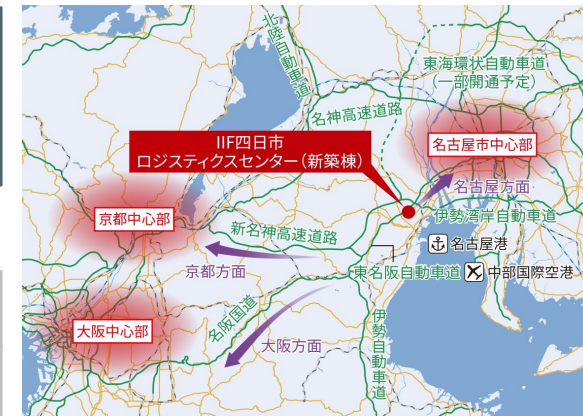 北陸自動車道
東海環状自動車道
（一部開通予定）
名神高速道路
IIF四日市
ロジスティクスセンター（新築棟）
名古屋市中心部
名古屋方面
京都中心部
伊勢湾岸自動車道
新名神高速道路
名古屋港
京都方面
東名阪自動車道
中部国際空港
名阪国道
大阪中心部
大阪方面
伊勢自動車道